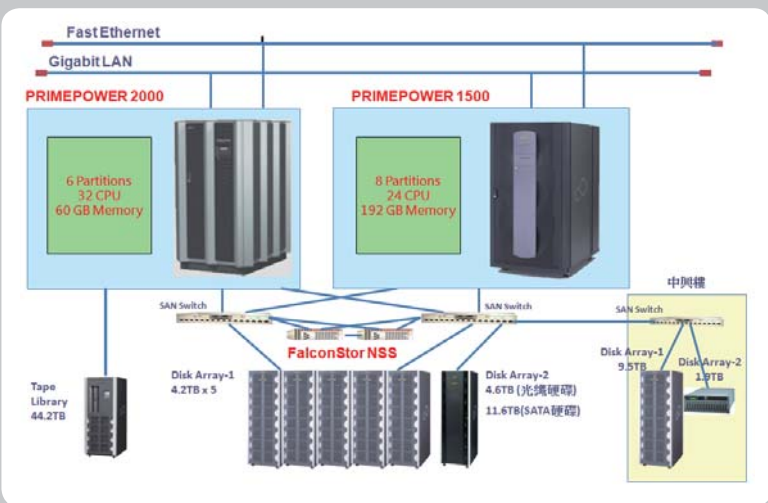 Fast Ethernet
Gigabit LAN
PRIMEPOWER 2000
PRIMEPOWER 1500
6 Partitions
32 CPU
60 GB Memory
8 Partitions
24 CPU
192 GB Memory
中興樓
SAN Switch
SAN Switch
SAN Switch
FalconStor NSS
Tape
Library
44.2TB
Disk Array-1
4.2TB x 5
Disk Array-2
4.6TB (光纖硬碟)
11.6TB(SATA硬碟)
Disk Array-1
9.5TB
Disk Array-2
1.9TB